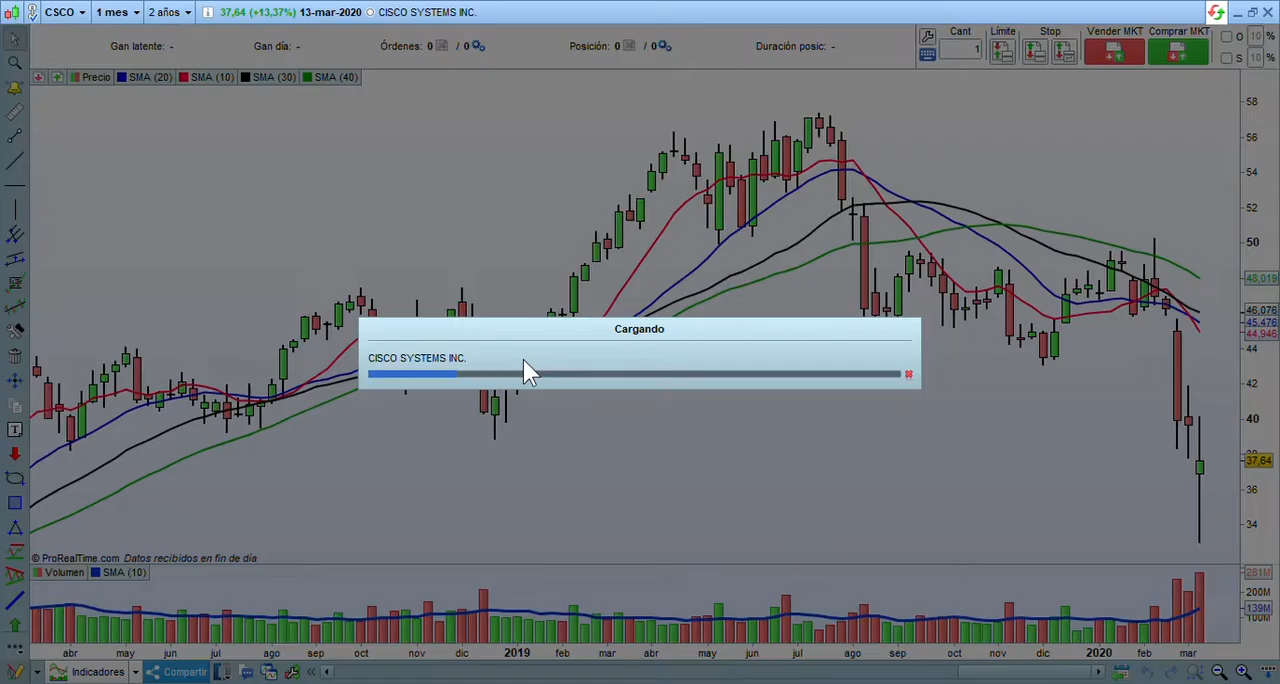 CSCO 1 mes 2 años 37,64 (+13,37%) 13-mar-2020 CISCO SYSTEMS INC.
Gan latente: - Gan día: - Órdenes: 0 / 0 Posición: 0 / 0 Duración posic: -
Cant Límite Stop Vender MKT Comprar MKT
1
O 10 %
S 10 %
Precio SMA (20) SMA (10) SMA (30) SMA (40)
58
56
54
52
50
48,019
46,076
45,476
44,946
44
42
40
38
37,64
36
34
Cargando
CISCO SYSTEMS INC.
© ProRealTime.com Datos recibidos en fin de día
Volumen SMA (10)
281M
200M
139M
100M
abr may jun jul ago sep oct nov dic 2019 feb mar abr may jun jul ago sep oct nov dic 2020 feb mar
Indicadores Compartir